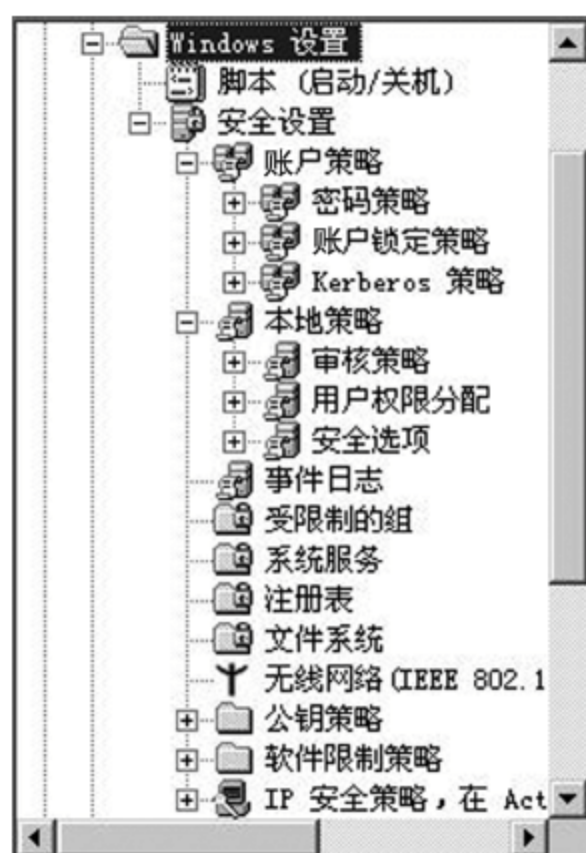 Windows 设置
脚本 (启动/关机)
安全设置
账户策略
密码策略
账户锁定策略
Kerberos 策略
本地策略
审核策略
用户权限分配
安全选项
事件日志
受限制的组
系统服务
注册表
文件系统
无线网络(IEEE 802.1
公钥策略
软件限制策略
IP 安全策略，在 Act